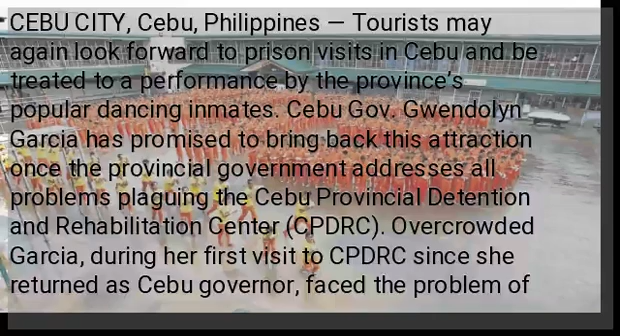 CEBU CITY, Cebu, Philippines — Tourists may
again look forward to prison visits in Cebu and be
treated to a performance by the province's
popular dancing inmates. Cebu Gov. Gwendolyn
Garcia has promised to bring back this attraction
once the provincial government addresses all
problems plaguing the Cebu Provincial Detention
and Rehabilitation Center (CPDRC). Overcrowded
Garcia, during her first visit to CPDRC since she
returned as Cebu governor, faced the problem of